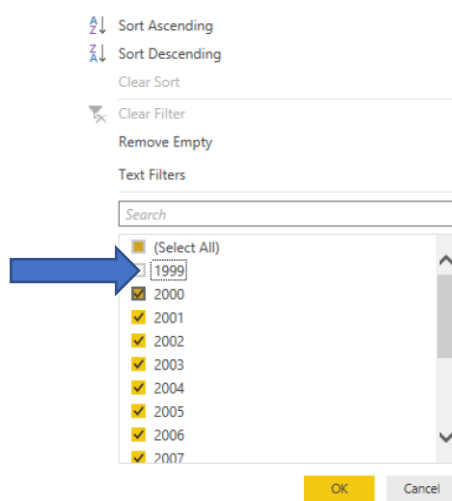 Sort Ascending
Sort Descending
Clear Sort
Clear Filter
Remove Empty
Text Filters
Search
(Select All)
1999
2000
2001
2002
2003
2004
2005
2006
2007
OK Cancel